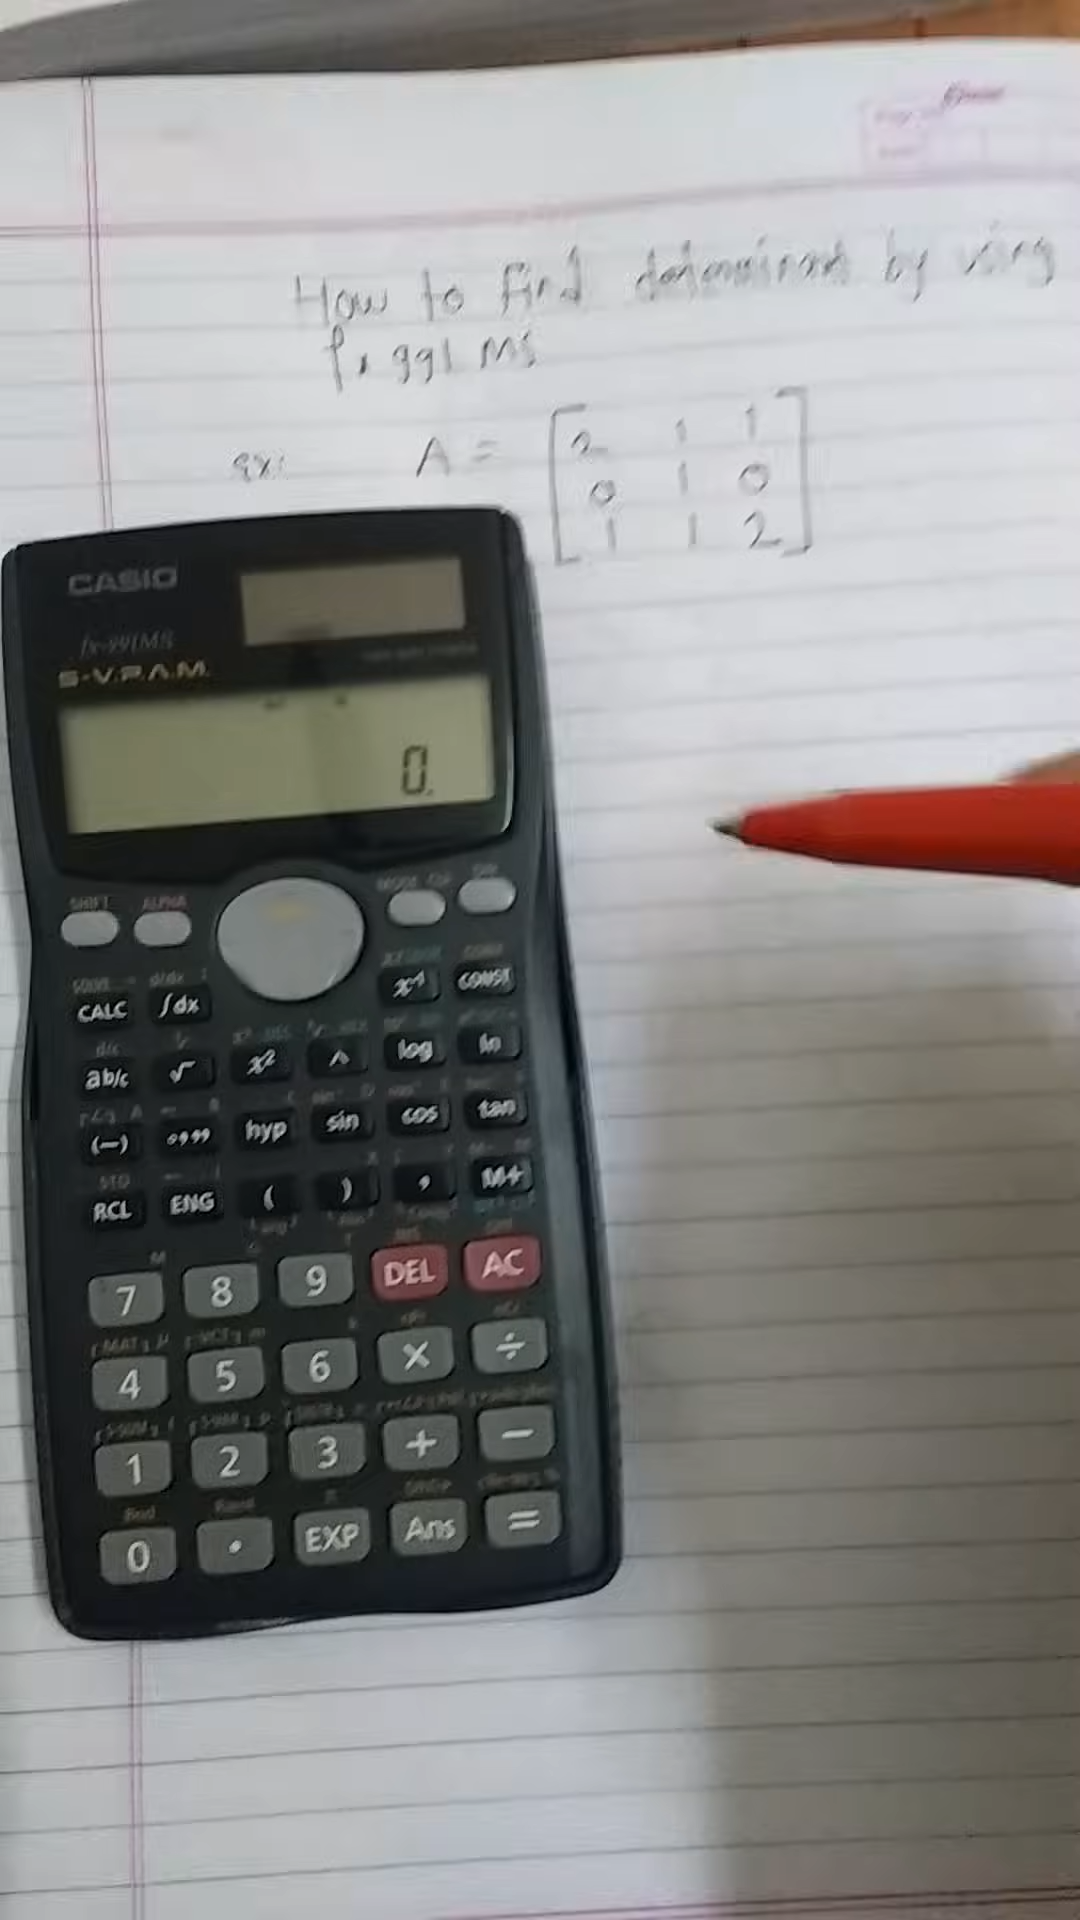 How to find determinant by using
fx 991 MS
ex: A = [ 2 1 1
0 1 0
1 1 2 ]
CASIO
fx-991MS
S-V.P.A.M.
0.
SHIFT ALPHA MODE CLR ON
x⁻¹ CONST
CALC ∫dx
ab/c √ x² ^ log ln
(−) °,,, hyp sin cos tan
STO
RCL ENG ( ) , M+
7 8 9 DEL AC
4 5 6 × ÷
1 2 3 + −
0 . EXP Ans =